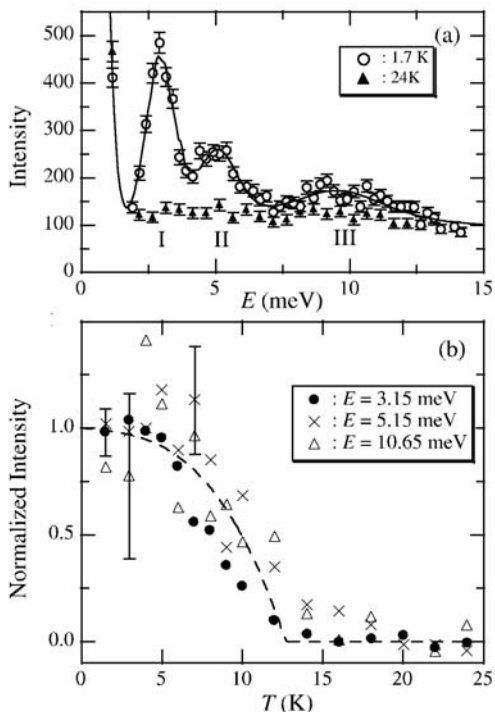 (a)
: 1.7 K
: 24K
500
400
300
200
100
Intensity
I
II
III
0
5
10
15
E (meV)
(b)
: E = 3.15 meV
: E = 5.15 meV
: E = 10.65 meV
1.0
0.5
0.0
Normalized Intensity
0
5
10
15
20
25
T (K)